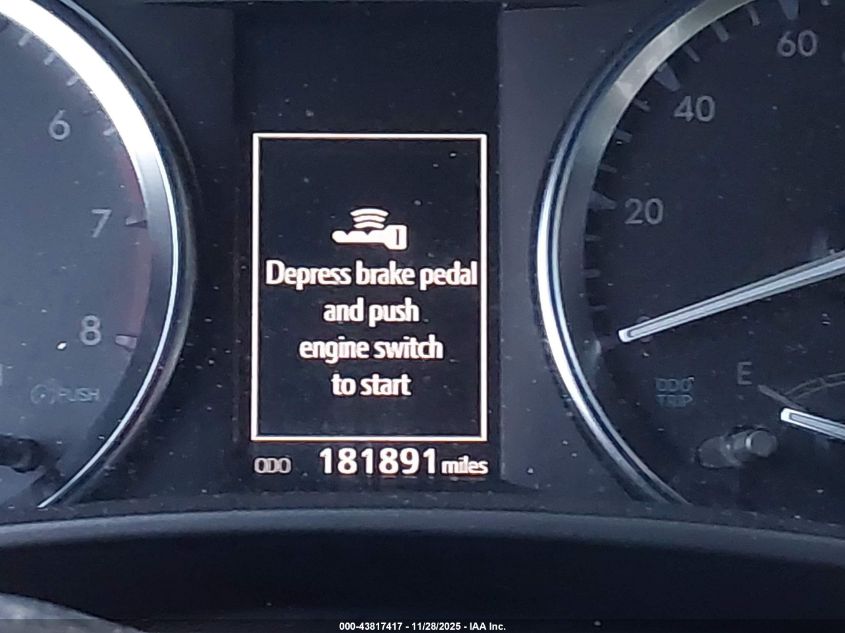 60
40
6
20
7
8
Depress brake pedal
and push
engine switch
to start
PUSH
ODO
TRIP
E
ODO 181891 miles
000-43817417 - 11/28/2025 - IAA Inc.